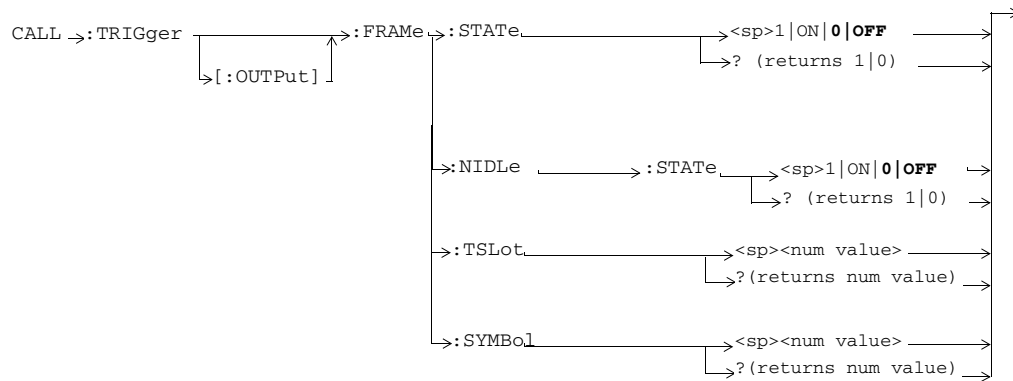 CALL :TRIGger :FRAMe :STATe <sp>1|ON|0|OFF
[:OUTPut] ? (returns 1|0)
:NIDLe :STATe <sp>1|ON|0|OFF
? (returns 1|0)
:TSLot <sp><num value>
?(returns num value)
:SYMBol <sp><num value>
?(returns num value)